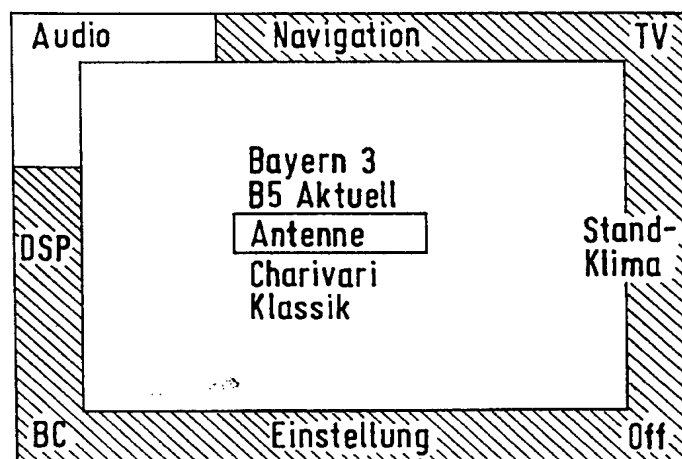 Audio Navigation TV
Bayern 3
B5 Aktuell
Antenne
Charivari
Klassik
DSP
Stand-
Klima
BC Einstellung Off